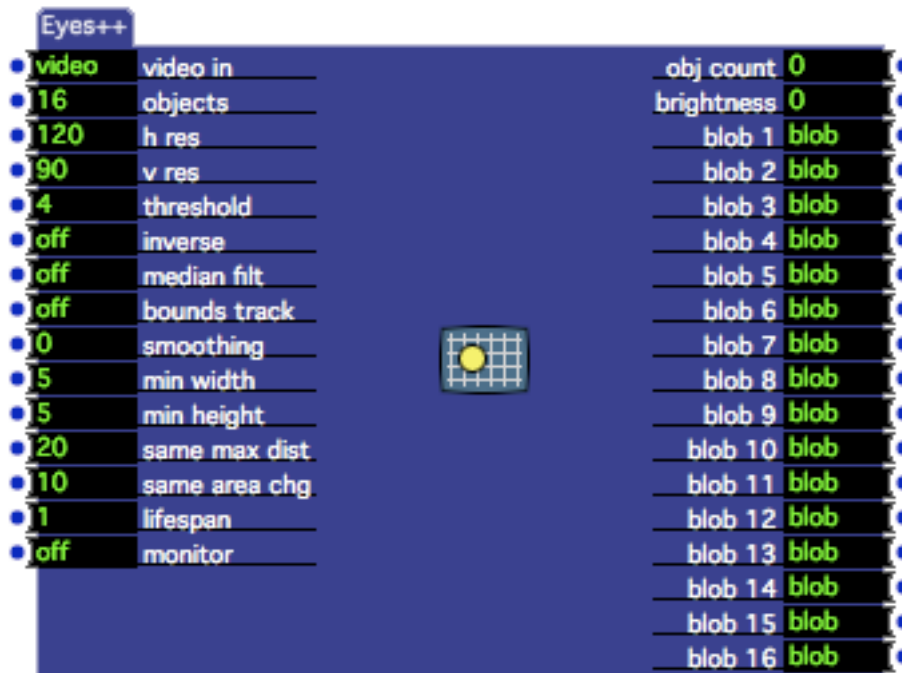 Eyes++
video video in obj count 0
16 objects brightness 0
120 h res blob 1 blob
90 v res blob 2 blob
4 threshold blob 3 blob
off inverse blob 4 blob
off median filt blob 5 blob
off bounds track blob 6 blob
0 smoothing blob 7 blob
5 min width blob 8 blob
5 min height blob 9 blob
20 same max dist blob 10 blob
10 same area chg blob 11 blob
1 lifespan blob 12 blob
off monitor blob 13 blob
blob 14 blob
blob 15 blob
blob 16 blob